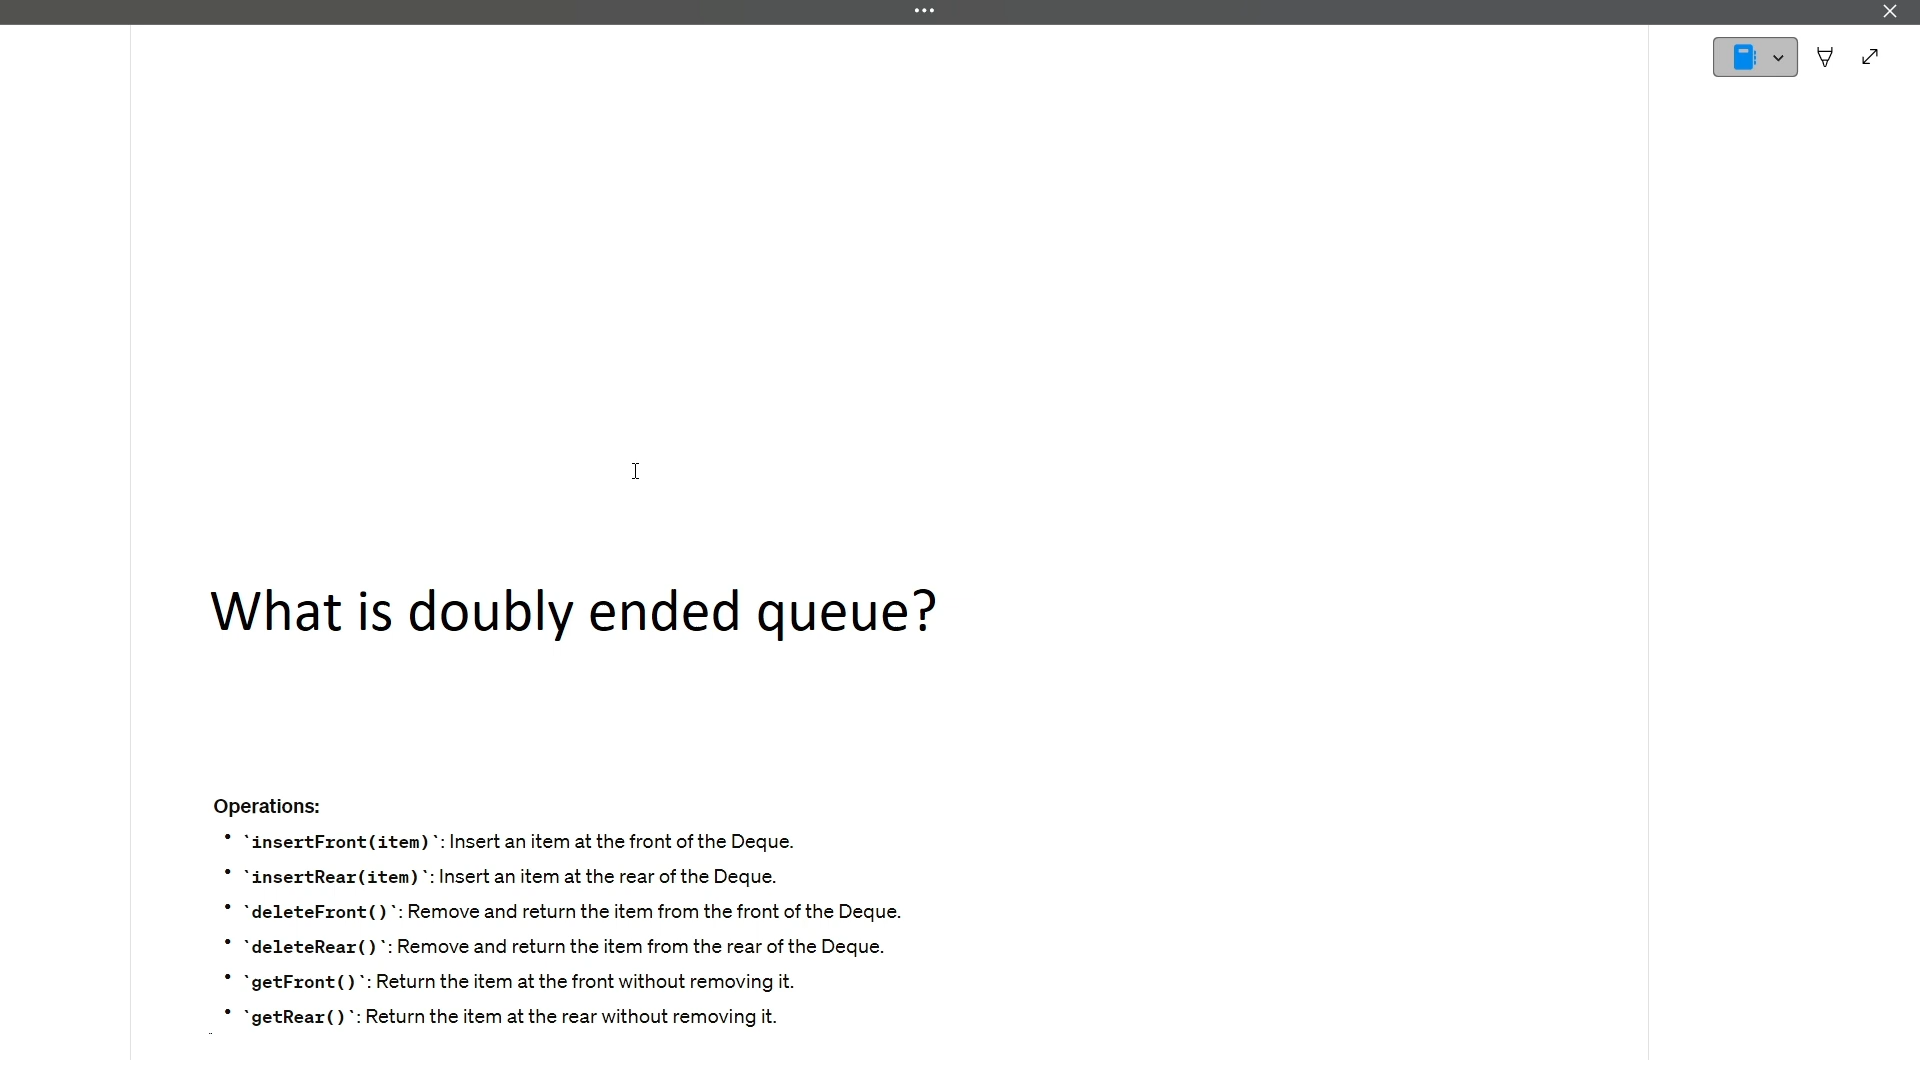 What is doubly ended queue?
Operations:
• `insertFront(item)`: Insert an item at the front of the Deque.
• `insertRear(item)`: Insert an item at the rear of the Deque.
• `deleteFront()`: Remove and return the item from the front of the Deque.
• `deleteRear()`: Remove and return the item from the rear of the Deque.
• `getFront()`: Return the item at the front without removing it.
• `getRear()`: Return the item at the rear without removing it.